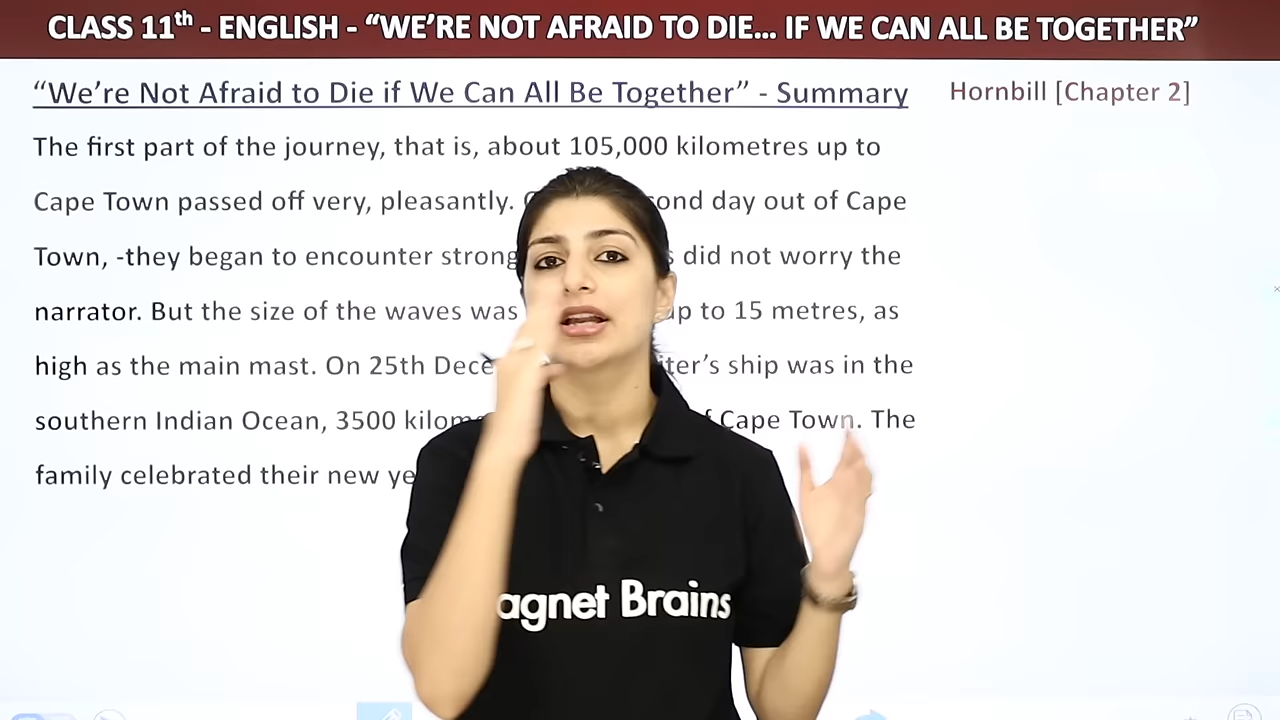 CLASS 11th - ENGLISH - “WE’RE NOT AFRAID TO DIE... IF WE CAN ALL BE TOGETHER”
“We’re Not Afraid to Die if We Can All Be Together” - Summary Hornbill [Chapter 2]
The first part of the journey, that is, about 105,000 kilometres up to
Cape Town passed off very, pleasantly. day out of Cape
Town, -they began to encounter strong did not worry the
narrator. But the size of the waves was up to 15 metres, as
high as the main mast. On 25th ship was in the
southern Indian Ocean, 3500 Cape Town. The
family celebrated their new
agnet Brains